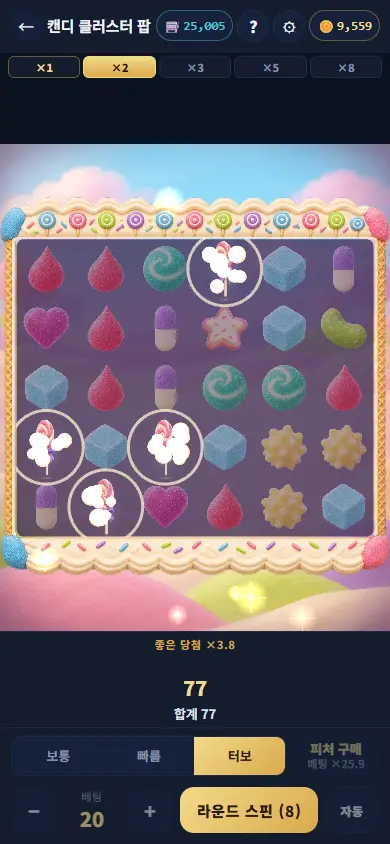 ← 캔디 클러스터 팝 25,005 ? 9,559
×1 ×2 ×3 ×5 ×8
좋은 당첨 ×3.8
77
합계 77
보통 빠름 터보 피처 구매
베팅 ×25.9
베팅
− 20 + 라운드 스핀 (8) 자동